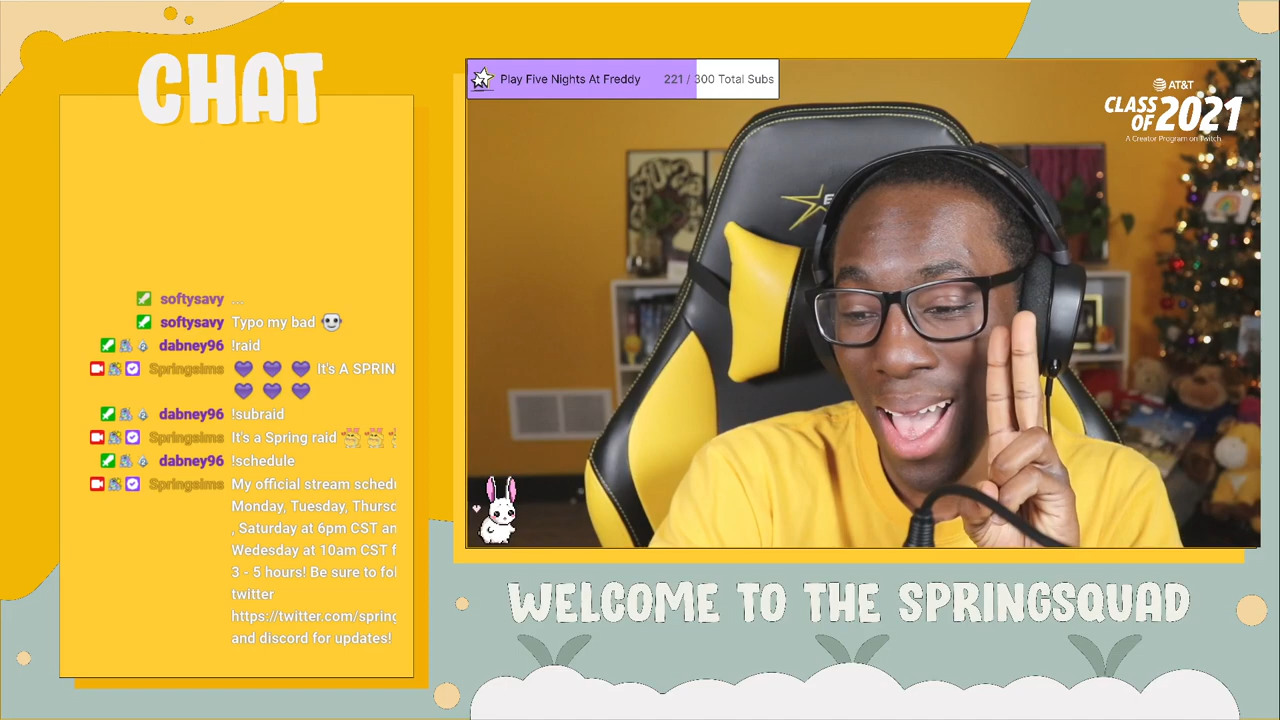 CHAT
softysavy ...
softysavy Typo my bad
dabney96 !raid
Springsims It's A SPRIN
dabney96 !subraid
Springsims It's a Spring raid
dabney96 !schedule
Springsims My official stream schedu
Monday, Tuesday, Thursd
, Saturday at 6pm CST an
Wedesday at 10am CST f
3 - 5 hours! Be sure to fol
twitter
https://twitter.com/spring
and discord for updates!
Play Five Nights At Freddy 221 / 300 Total Subs
AT&T
CLASS
OF 2021
A Creator Program on Twitch
WELCOME TO THE SPRINGSQUAD